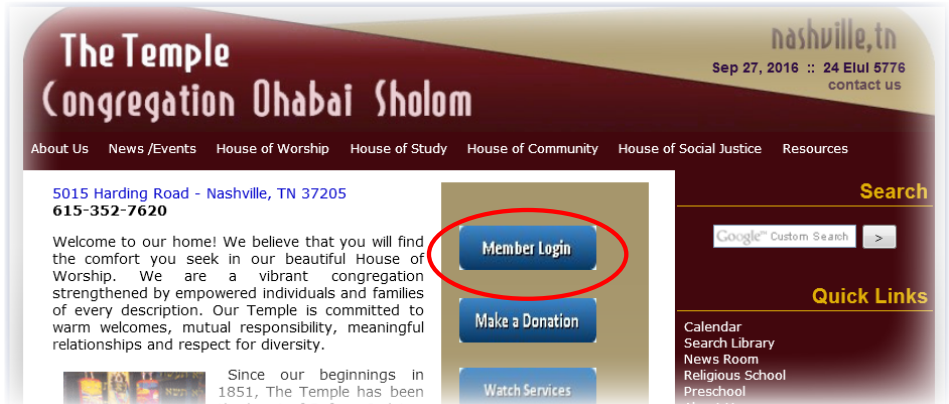 The Temple
Congregation Ohabai Sholom
nashville,tn
Sep 27, 2016 :: 24 Elul 5776
contact us
About Us News /Events House of Worship House of Study House of Community House of Social Justice Resources
5015 Harding Road - Nashville, TN 37205
615-352-7620
Welcome to our home! We believe that you will find
the comfort you seek in our beautiful House of
Worship. We are a vibrant congregation
strengthened by empowered individuals and families
of every description. Our Temple is committed to
warm welcomes, mutual responsibility, meaningful
relationships and respect for diversity.
Since our beginnings in
1851, The Temple has been
Member Login
Make a Donation
Watch Services
Search
Google™ Custom Search >
Quick Links
Calendar
Search Library
News Room
Religious School
Preschool